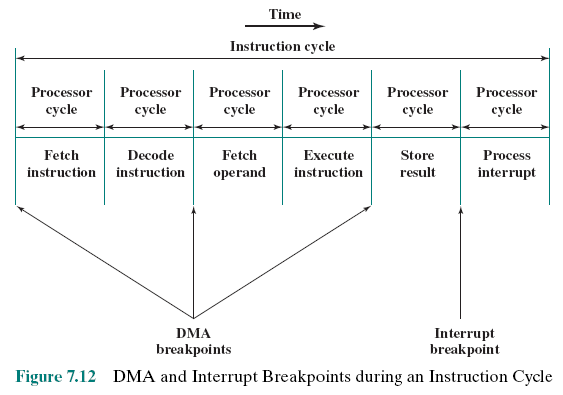 Time
Instruction cycle
Processor Processor Processor Processor Processor Processor
cycle cycle cycle cycle cycle cycle
Fetch Decode Fetch Execute Store Process
instruction instruction operand instruction result interrupt
DMA Interrupt
breakpoints breakpoint
Figure 7.12 DMA and Interrupt Breakpoints during an Instruction Cycle